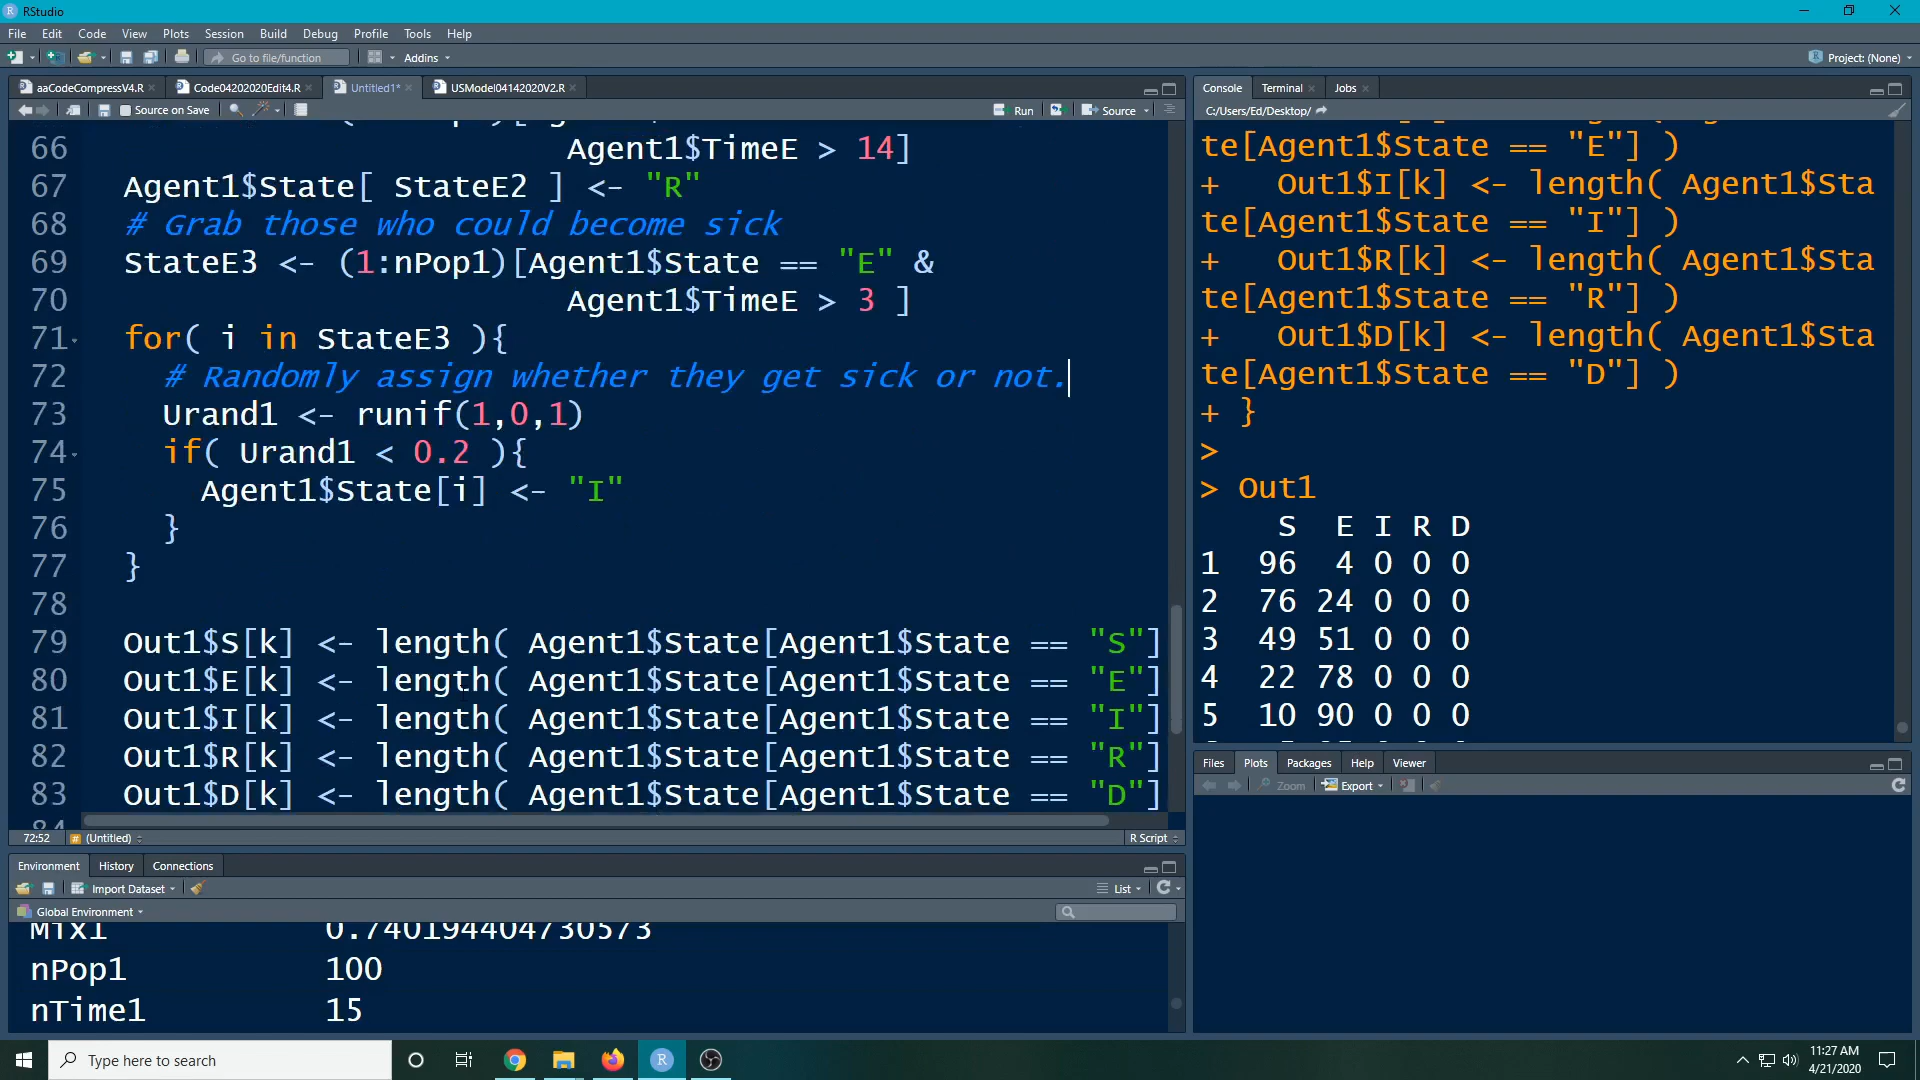 RStudio
File Edit Code View Plots Session Build Debug Profile Tools Help
Go to file/function
Addins
Project: (None)
aaCodeCompressV4.R
Code04202020Edit4.R
Untitled1*
USModel04142020V2.R
Source on Save
Run
Source
66 Agent1$TimeE > 14]
67 Agent1$State[ StateE2 ] <- "R"
68 # Grab those who could become sick
69 StateE3 <- (1:nPop1)[Agent1$State == "E" &
70 Agent1$TimeE > 3 ]
71 for( i in StateE3 ){
72 # Randomly assign whether they get sick or not.
73 Urand1 <- runif(1,0,1)
74 if( Urand1 < 0.2 ){
75 Agent1$State[i] <- "I"
76 }
77 }
78
79 Out1$S[k] <- length( Agent1$State[Agent1$State == "S"]
80 Out1$E[k] <- length( Agent1$State[Agent1$State == "E"]
81 Out1$I[k] <- length( Agent1$State[Agent1$State == "I"]
82 Out1$R[k] <- length( Agent1$State[Agent1$State == "R"]
83 Out1$D[k] <- length( Agent1$State[Agent1$State == "D"]
84
72:52 # (Untitled) R Script
Environment History Connections
Import Dataset
List
Global Environment
Mix1 0.740194404730573
nPop1 100
nTime1 15
Console Terminal Jobs
C:/Users/Ed/Desktop/
te[Agent1$State == "E"] )
+ Out1$I[k] <- length( Agent1$Sta
te[Agent1$State == "I"] )
+ Out1$R[k] <- length( Agent1$Sta
te[Agent1$State == "R"] )
+ Out1$D[k] <- length( Agent1$Sta
te[Agent1$State == "D"] )
+ }
>
> Out1
S E I R D
1 96 4 0 0 0
2 76 24 0 0 0
3 49 51 0 0 0
4 22 78 0 0 0
5 10 90 0 0 0
Files Plots Packages Help Viewer
Zoom Export
Type here to search
11:27 AM
4/21/2020